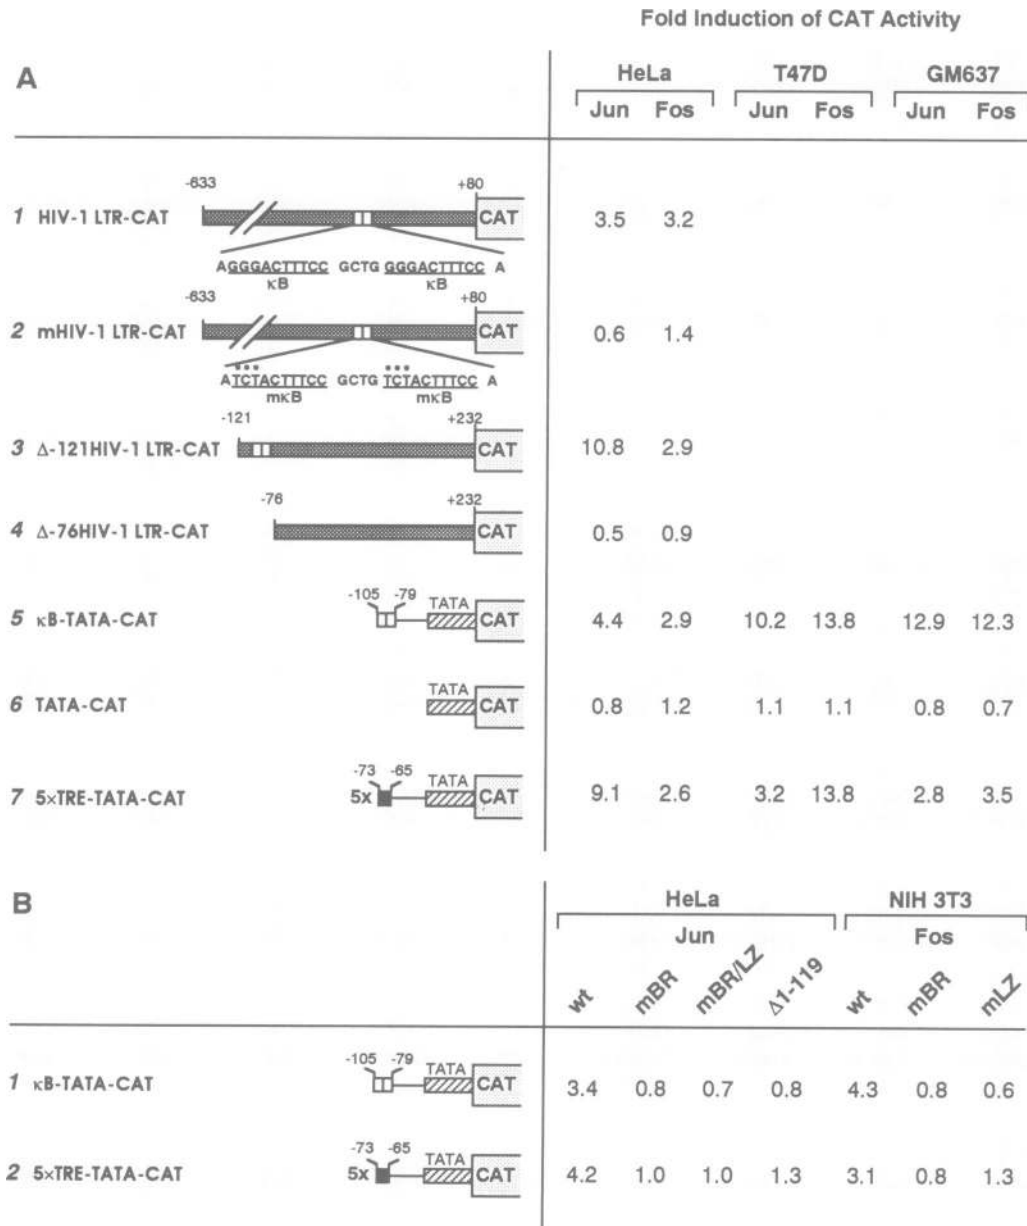 Fold Induction of CAT Activity
A
HeLa T47D GM637
Jun Fos Jun Fos Jun Fos
-633 +80
1 HIV-1 LTR-CAT CAT 3.5 3.2
AGGGACTTTCC GCTG GGGACTTTCC A
κB κB
-633 +80
2 mHIV-1 LTR-CAT CAT 0.6 1.4
ATCTACTTTCC GCTG TCTACTTTCC A
mκB mκB
-121 +232
3 Δ-121HIV-1 LTR-CAT CAT 10.8 2.9
-76 +232
4 Δ-76HIV-1 LTR-CAT CAT 0.5 0.9
-105 -79 TATA
5 κB-TATA-CAT CAT 4.4 2.9 10.2 13.8 12.9 12.3
TATA
6 TATA-CAT CAT 0.8 1.2 1.1 1.1 0.8 0.7
-73 -65 TATA
7 5×TRE-TATA-CAT 5x CAT 9.1 2.6 3.2 13.8 2.8 3.5
B
HeLa NIH 3T3
Jun Fos
wt mBR mBR/LZ Δ1-119 wt mBR mLZ
-105 -79 TATA
1 κB-TATA-CAT CAT 3.4 0.8 0.7 0.8 4.3 0.8 0.6
-73 -65 TATA
2 5×TRE-TATA-CAT 5x CAT 4.2 1.0 1.0 1.3 3.1 0.8 1.3